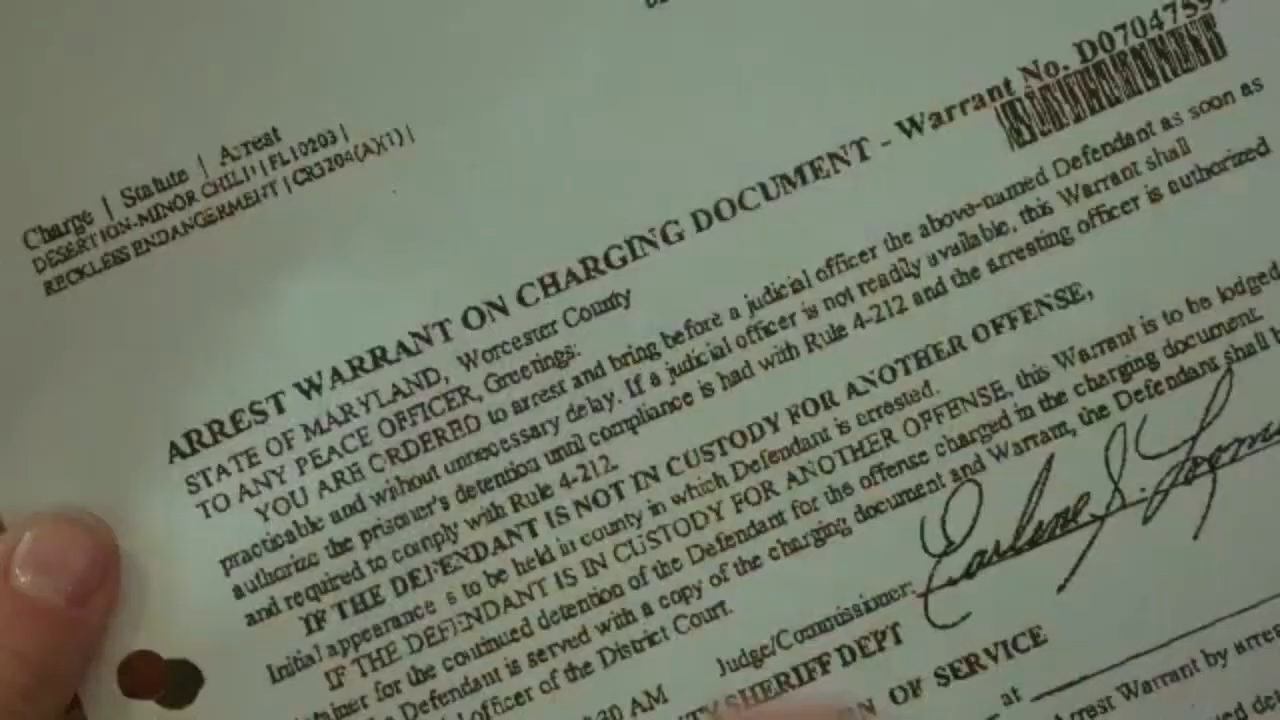 Charge | Statute | Arrest
DESERTION-MINOR CHILD | FL10203 |
RECKLESS ENDANGERMENT | CR3204(A)(1) |
ARREST WARRANT ON CHARGING DOCUMENT - Warrant No. D0704759
STATE OF MARYLAND, Worcester County
TO ANY PEACE OFFICER, Greetings:
YOU ARE ORDERED to arrest and bring before a judicial officer the above-named Defendant as soon as
practicable and without unnecessary delay. If a judicial officer is not readily available, this Warrant shall
authorize the prisoner's detention until compliance is had with Rule 4-212 and the arresting officer is authorized
and required to comply with Rule 4-212.
IF THE DEFENDANT IS NOT IN CUSTODY FOR ANOTHER OFFENSE,
Initial appearance is to be held in county in which Defendant is arrested.
IF THE DEFENDANT IS IN CUSTODY FOR ANOTHER OFFENSE, this Warrant is to be lodged
for the continued detention of the Defendant for the offense charged in the charging document.
Defendant is served with a copy of the charging document and Warrant, the Defendant shall
officer of the District Court.
Judge/Commissioner: Earlene S.
AM
SHERIFF DEPT
OF SERVICE
at
Warrant by